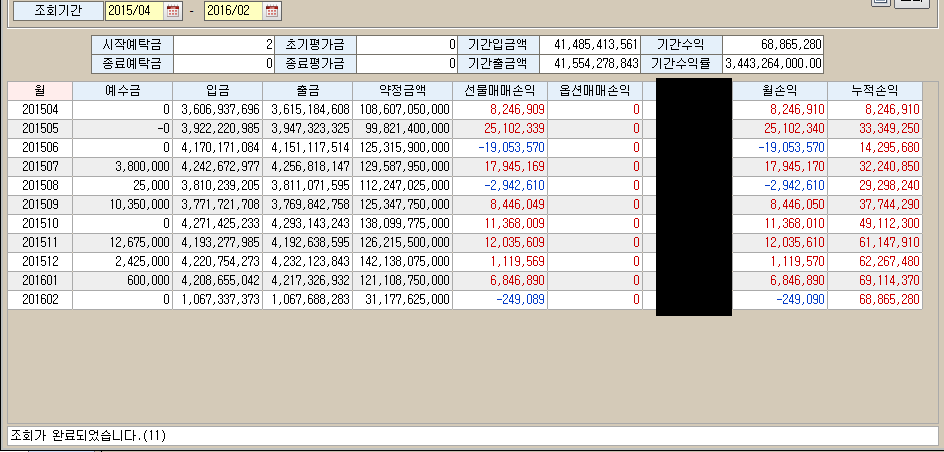 조회기간 2015/04 - 2016/02
시작예탁금 2 초기평가금 0 기간입금액 41,485,413,561 기간수익 68,865,280
종료예탁금 0 종료평가금 0 기간출금액 41,554,278,843 기간수익률 3,443,264,000.00
월 예수금 입금 출금 약정금액 선물매매손익 옵션매매손익 월손익 누적손익
201504 0 3,606,937,696 3,615,184,608 108,607,050,000 8,246,909 0 8,246,910 8,246,910
201505 -0 3,922,220,985 3,947,323,325 99,821,400,000 25,102,339 0 25,102,340 33,349,250
201506 0 4,170,171,084 4,151,117,514 125,315,900,000 -19,053,570 0 -19,053,570 14,295,680
201507 3,800,000 4,242,672,977 4,256,818,147 129,587,950,000 17,945,169 0 17,945,170 32,240,850
201508 25,000 3,810,239,205 3,811,071,595 112,247,025,000 -2,942,610 0 -2,942,610 29,298,240
201509 10,350,000 3,771,721,708 3,769,842,758 125,347,750,000 8,446,049 0 8,446,050 37,744,290
201510 0 4,271,425,233 4,293,143,243 138,099,775,000 11,368,009 0 11,368,010 49,112,300
201511 12,675,000 4,193,277,985 4,192,638,595 126,215,500,000 12,035,609 0 12,035,610 61,147,910
201512 2,425,000 4,220,754,273 4,232,123,843 142,138,075,000 1,119,569 0 1,119,570 62,267,480
201601 600,000 4,208,655,042 4,217,326,932 121,108,750,000 6,846,890 0 6,846,890 69,114,370
201602 0 1,067,337,373 1,067,688,283 31,177,625,000 -249,089 0 -249,090 68,865,280
조회가 완료되었습니다.(11)